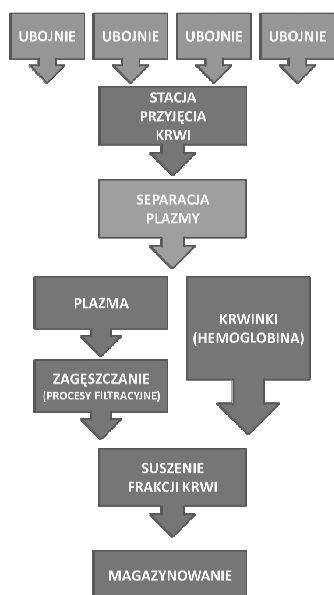 UBOJNIE UBOJNIE UBOJNIE UBOJNIE
STACJA
PRZYJĘCIA
KRWI
SEPARACJA
PLAZMY
PLAZMA
KRWINKI
(HEMOGLOBINA)
ZAGĘSZCZANIE
(PROCESY FILTRACYJNE)
SUSZENIE
FRAKCJI KRWI
MAGAZYNOWANIE